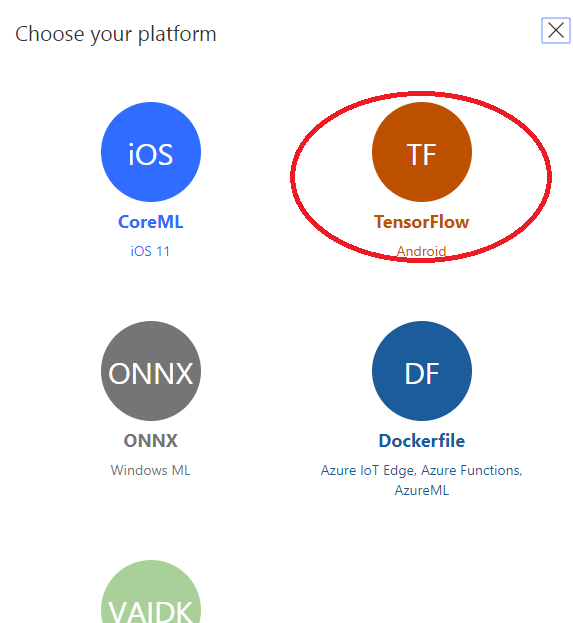 Choose your platform
iOS
TF
CoreML
TensorFlow
iOS 11
Android
ONNX
DF
ONNX
Dockerfile
Windows ML
Azure IoT Edge, Azure Functions,
AzureML
VAIDK